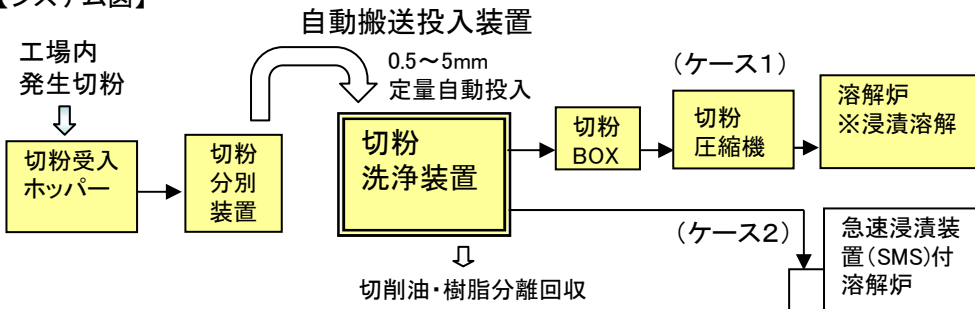 【システム図】
自動搬送投入装置
工場内
発生切粉
0.5～5mm
定量自動投入
（ケース1）
切粉受入
ホッパー
切粉
分別
装置
切粉
洗浄装置
切粉
BOX
切粉
圧縮機
溶解炉
※浸漬溶解
（ケース2）
急速浸漬装
置（SMS）付
溶解炉
切削油・樹脂分離回収